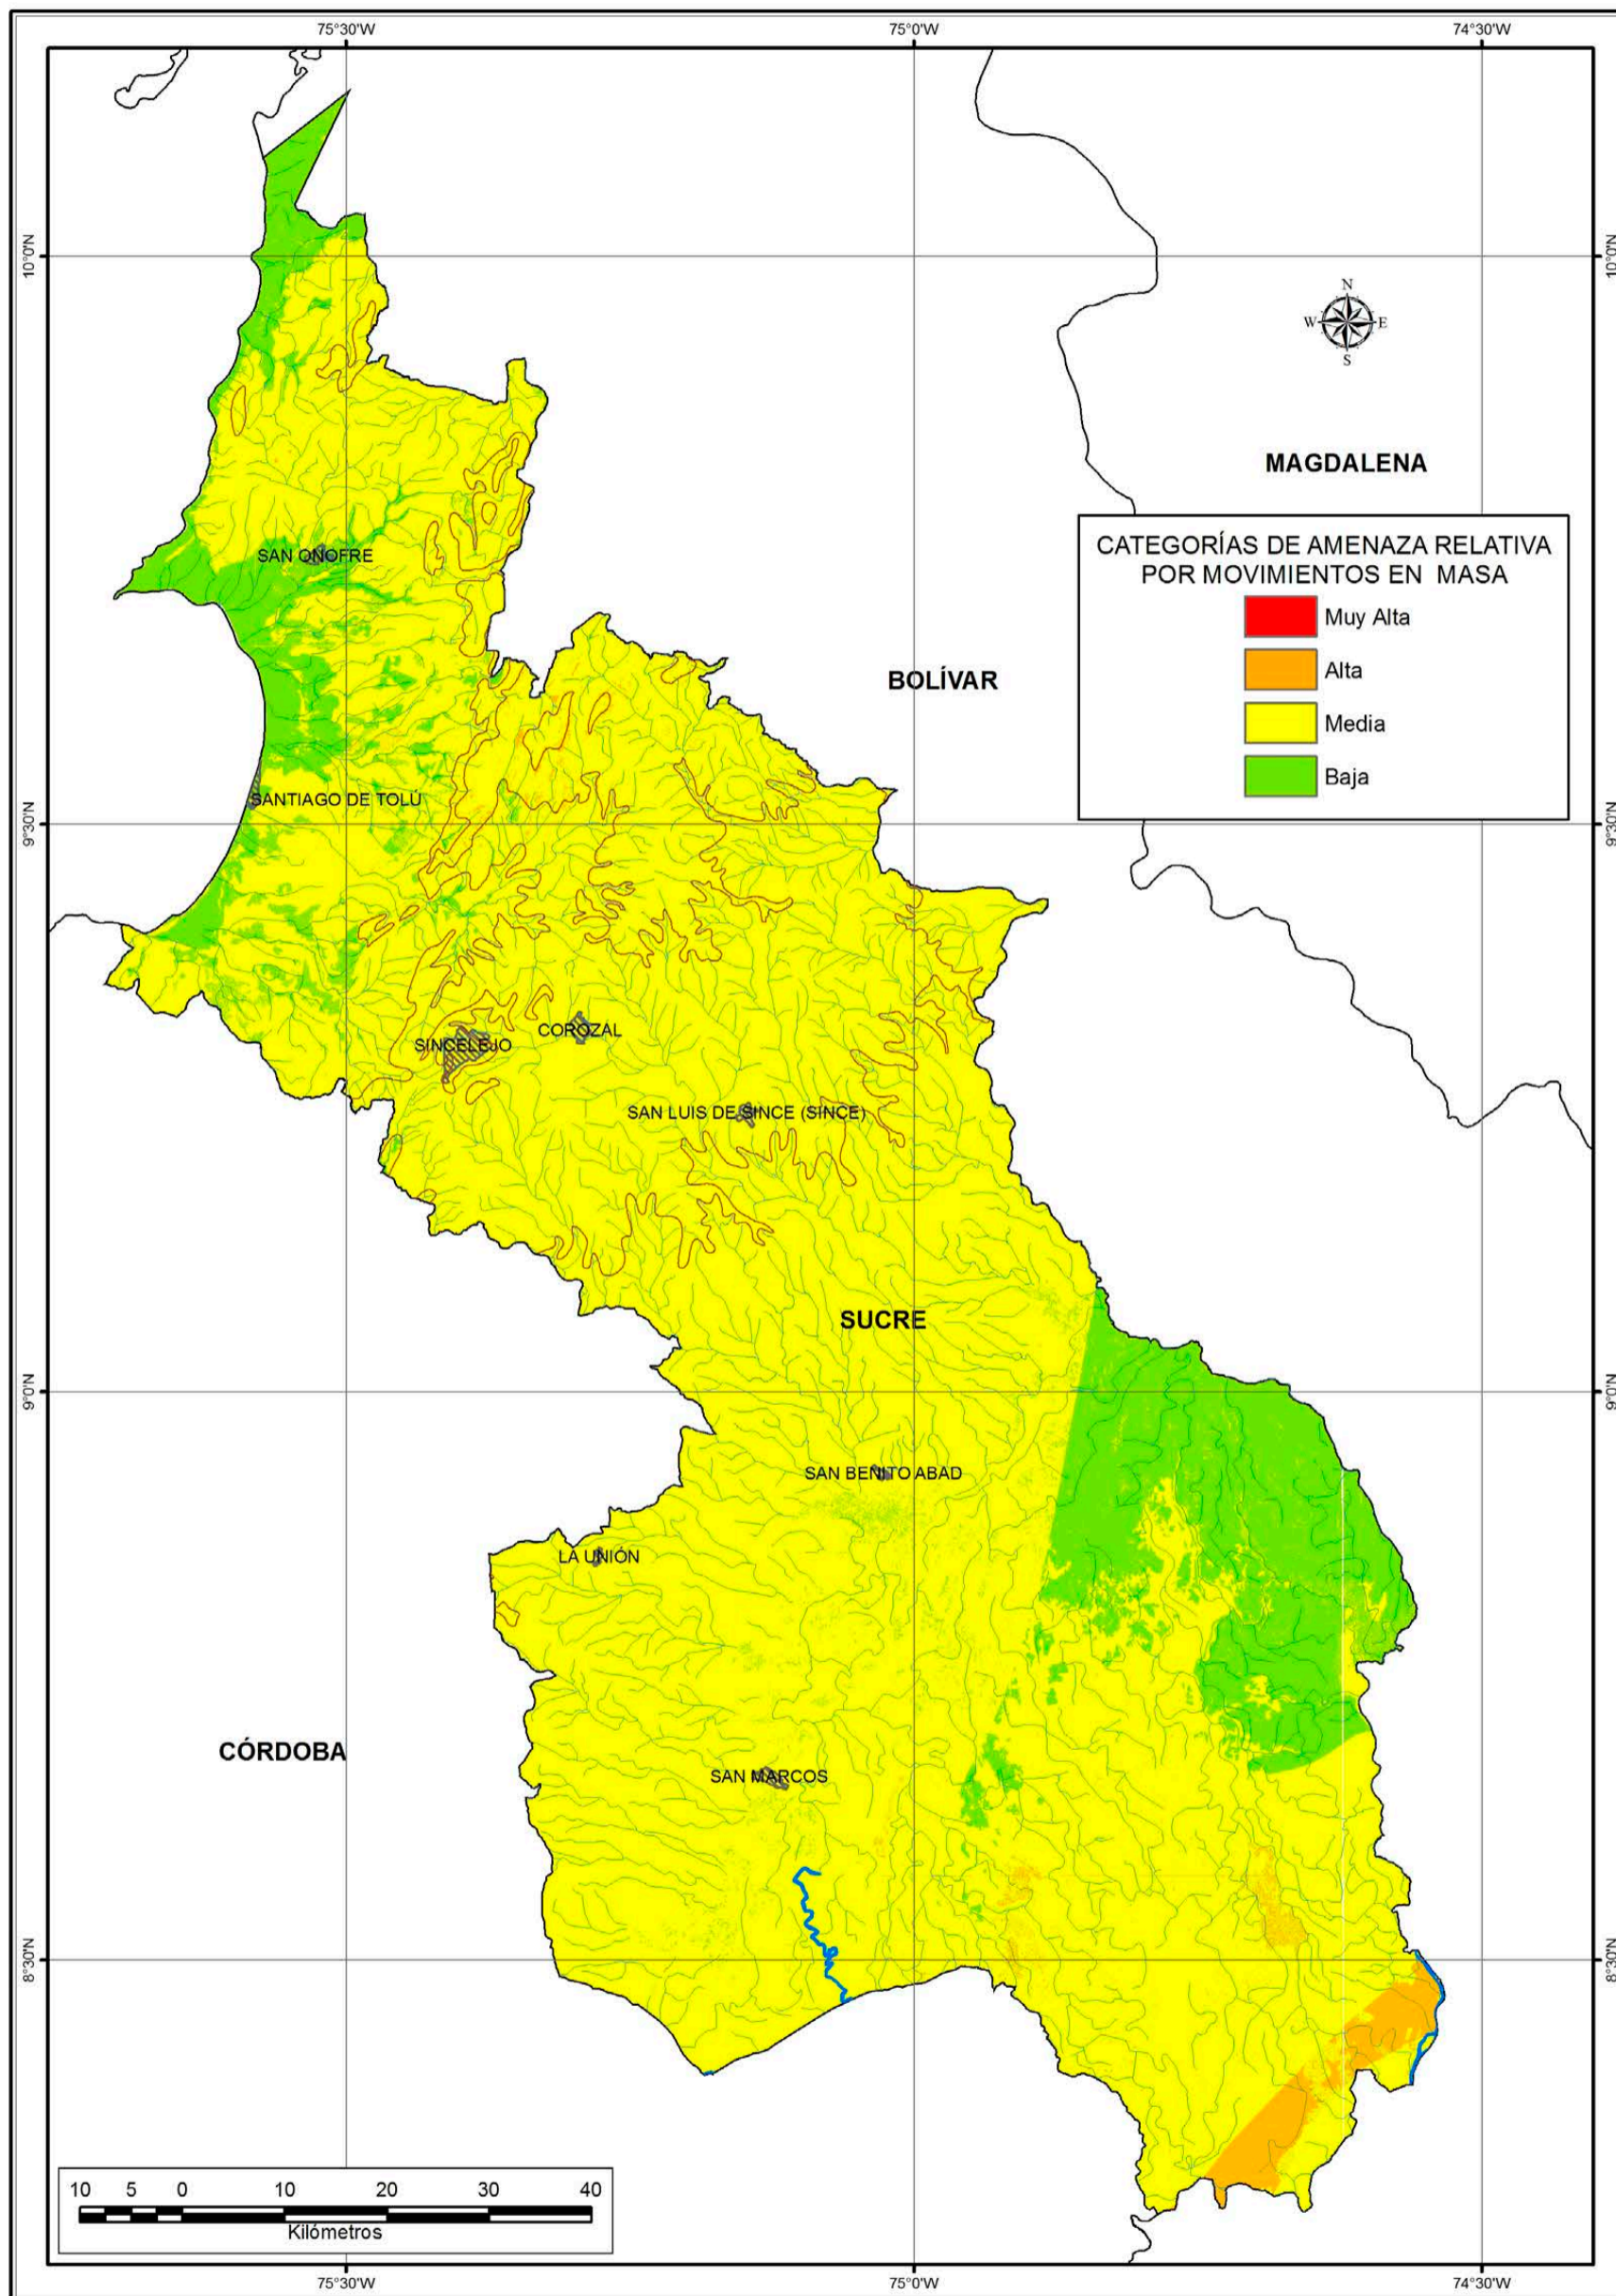 75°30'W 75°0'W 74°30'W
10°0'N 10°0'N
N
W E
S
MAGDALENA
CATEGORÍAS DE AMENAZA RELATIVA
POR MOVIMIENTOS EN MASA
Muy Alta
Alta
Media
Baja
SAN ONOFRE
BOLÍVAR
SANTIAGO DE TOLÚ
9°30'N 9°30'N
COROZAL
SINCELEJO
SAN LUIS DE SINCE (SINCE)
SUCRE
9°0'N 9°0'N
SAN BENITO ABAD
LA UNIÓN
CÓRDOBA
SAN MARCOS
8°30'N 8°30'N
10 5 0 10 20 30 40
Kilómetros
75°30'W 75°0'W 74°30'W